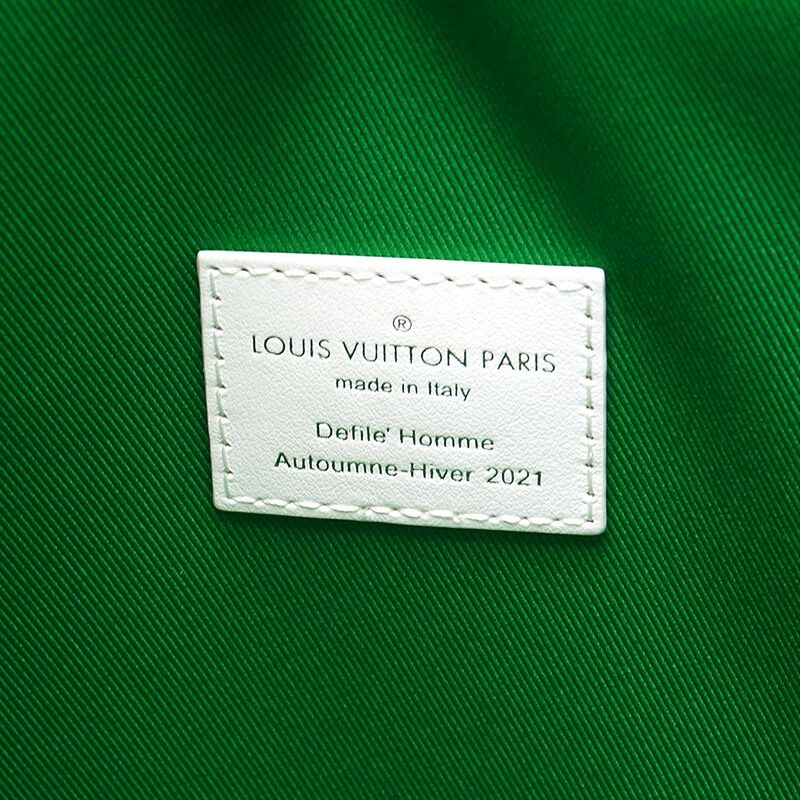 ®
LOUIS VUITTON PARIS
made in Italy
Defile' Homme
Autoumne-Hiver 2021